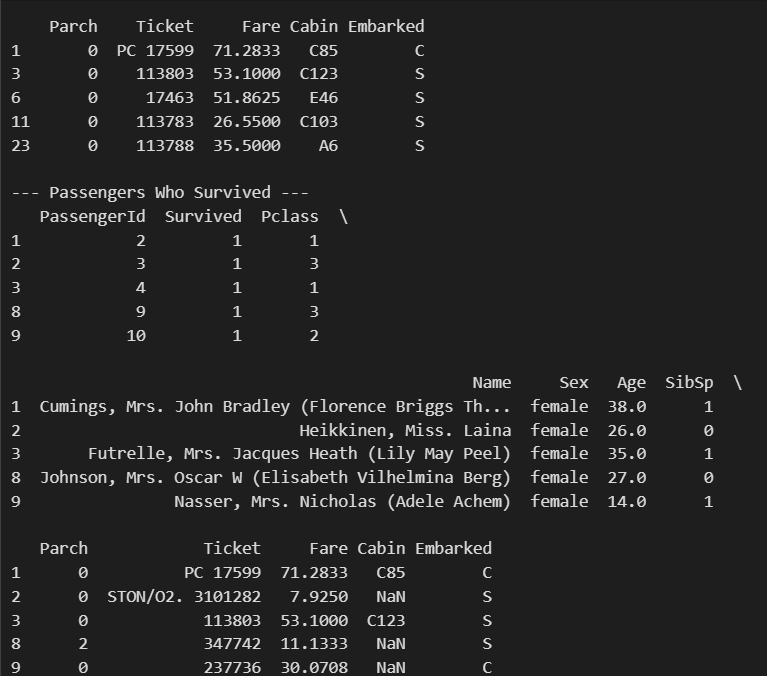 Parch Ticket Fare Cabin Embarked
1 0 PC 17599 71.2833 C85 C
3 0 113803 53.1000 C123 S
6 0 17463 51.8625 E46 S
11 0 113783 26.5500 C103 S
23 0 113788 35.5000 A6 S
--- Passengers Who Survived ---
PassengerId Survived Pclass \
1 2 1 1
2 3 1 3
3 4 1 1
8 9 1 3
9 10 1 2
Name Sex Age SibSp \
1 Cumings, Mrs. John Bradley (Florence Briggs Th... female 38.0 1
2 Heikkinen, Miss. Laina female 26.0 0
3 Futrelle, Mrs. Jacques Heath (Lily May Peel) female 35.0 1
8 Johnson, Mrs. Oscar W (Elisabeth Vilhelmina Berg) female 27.0 0
9 Nasser, Mrs. Nicholas (Adele Achem) female 14.0 1
Parch Ticket Fare Cabin Embarked
1 0 PC 17599 71.2833 C85 C
2 0 STON/O2. 3101282 7.9250 NaN S
3 0 113803 53.1000 C123 S
8 2 347742 11.1333 NaN S
9 0 237736 30.0708 NaN C